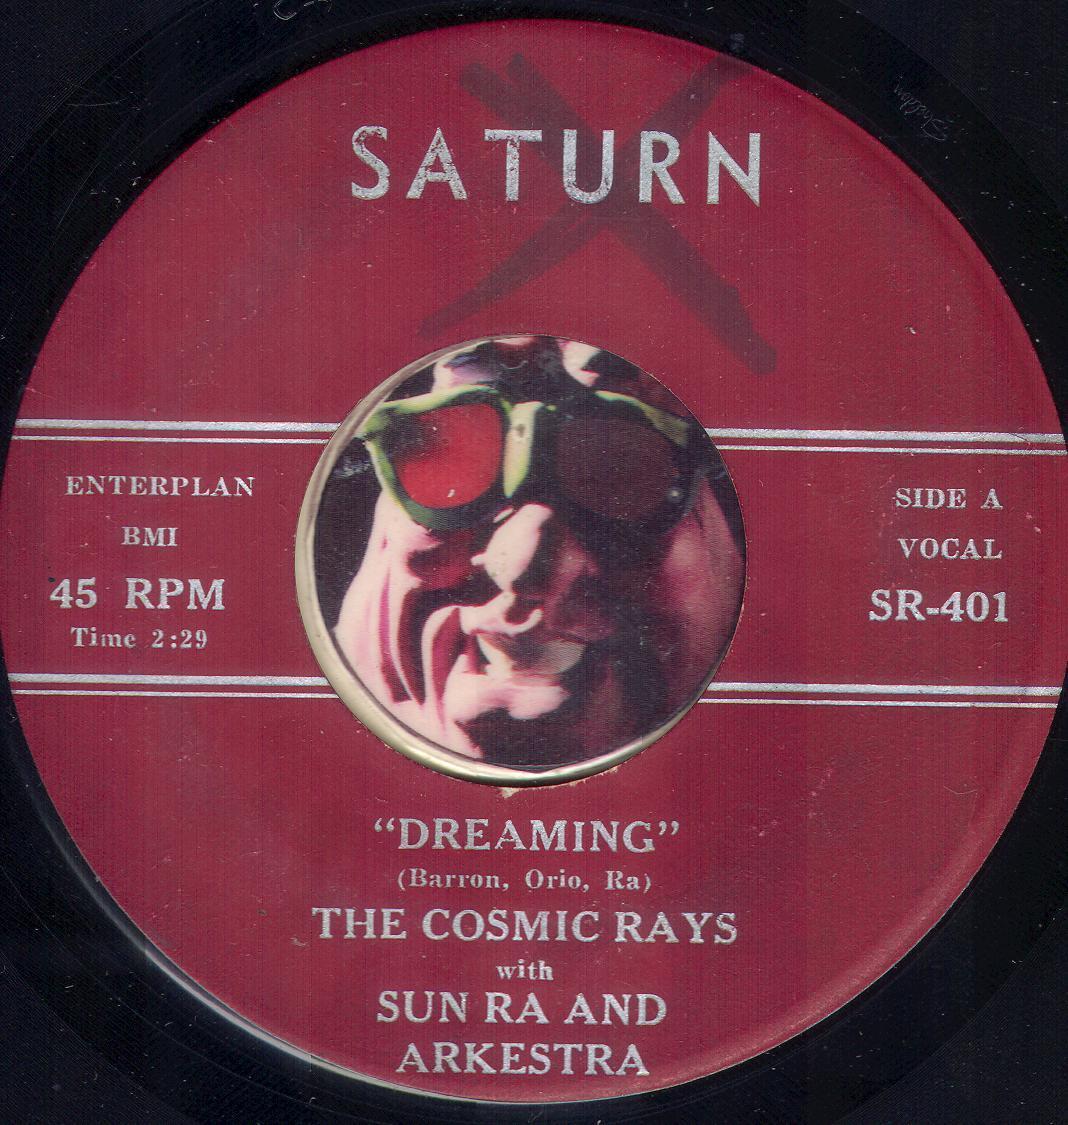 SATURN
ENTERPLAN
BMI
45 RPM
Time 2:29
SIDE A
VOCAL
SR-401
"DREAMING"
(Barron, Orio, Ra)
THE COSMIC RAYS
with
SUN RA AND
ARKESTRA